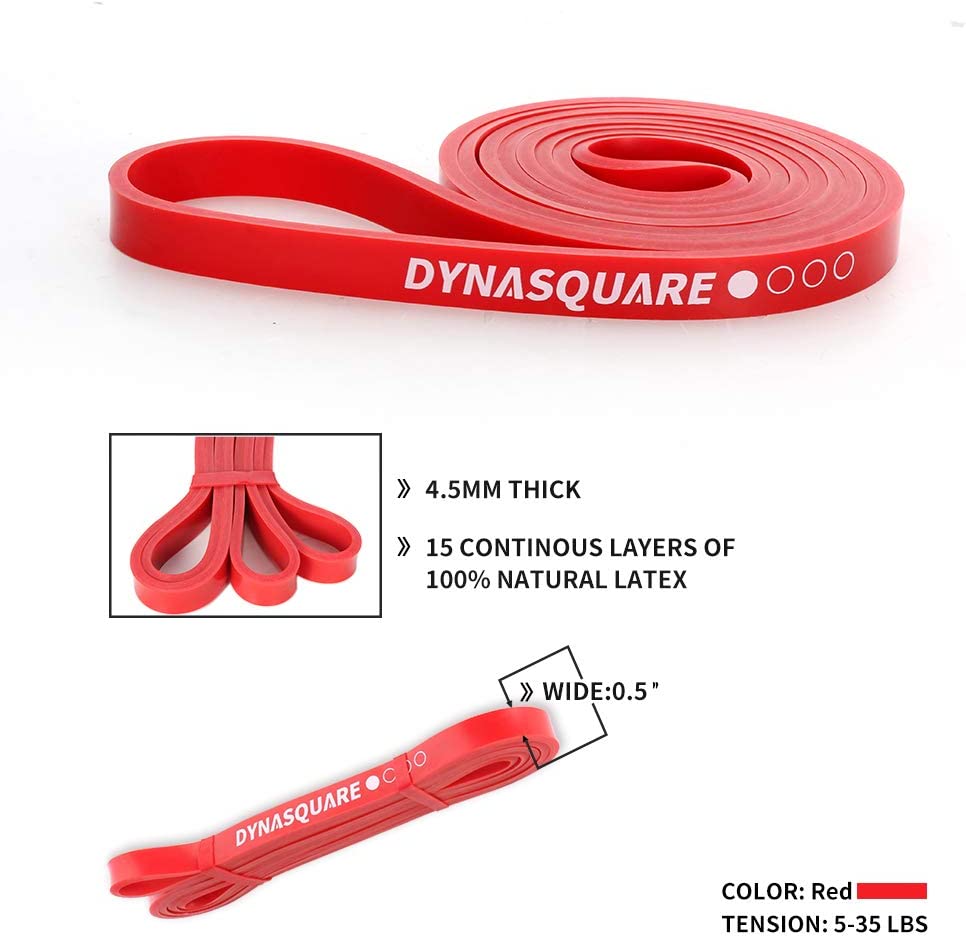 DYNASQUARE
4.5MM THICK
15 CONTINOUS LAYERS OF
100% NATURAL LATEX
WIDE:0.5"
DYNASQUARE
COLOR: Red
TENSION: 5-35 LBS